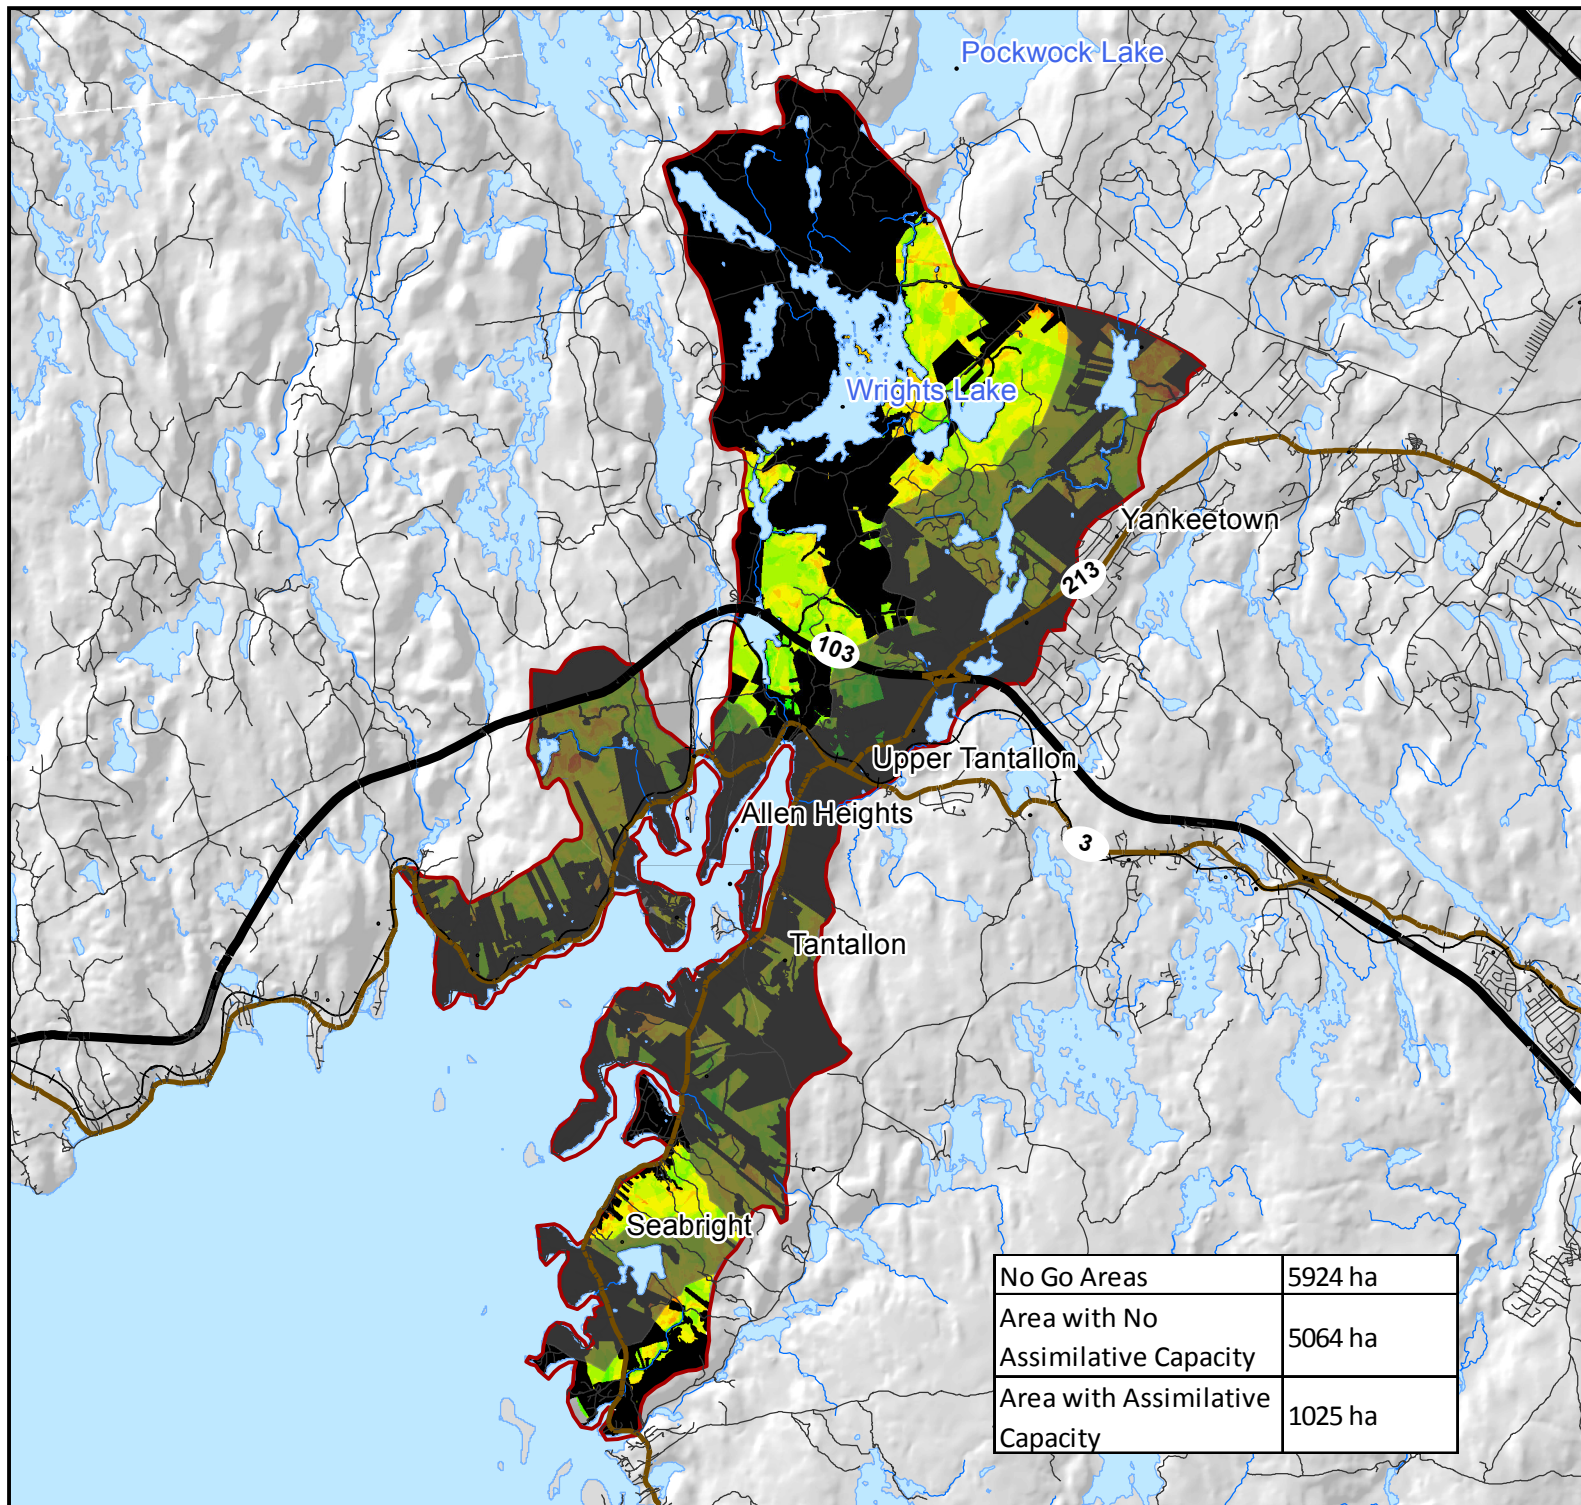 Pockwock Lake
Wrights Lake
Yankeetown
213
103
Upper Tantallon
Allen Heights
3
Tantallon
Seabright
No Go Areas 5924 ha
Area with No
Assimilative Capacity 5064 ha
Area with Assimilative
Capacity 1025 ha